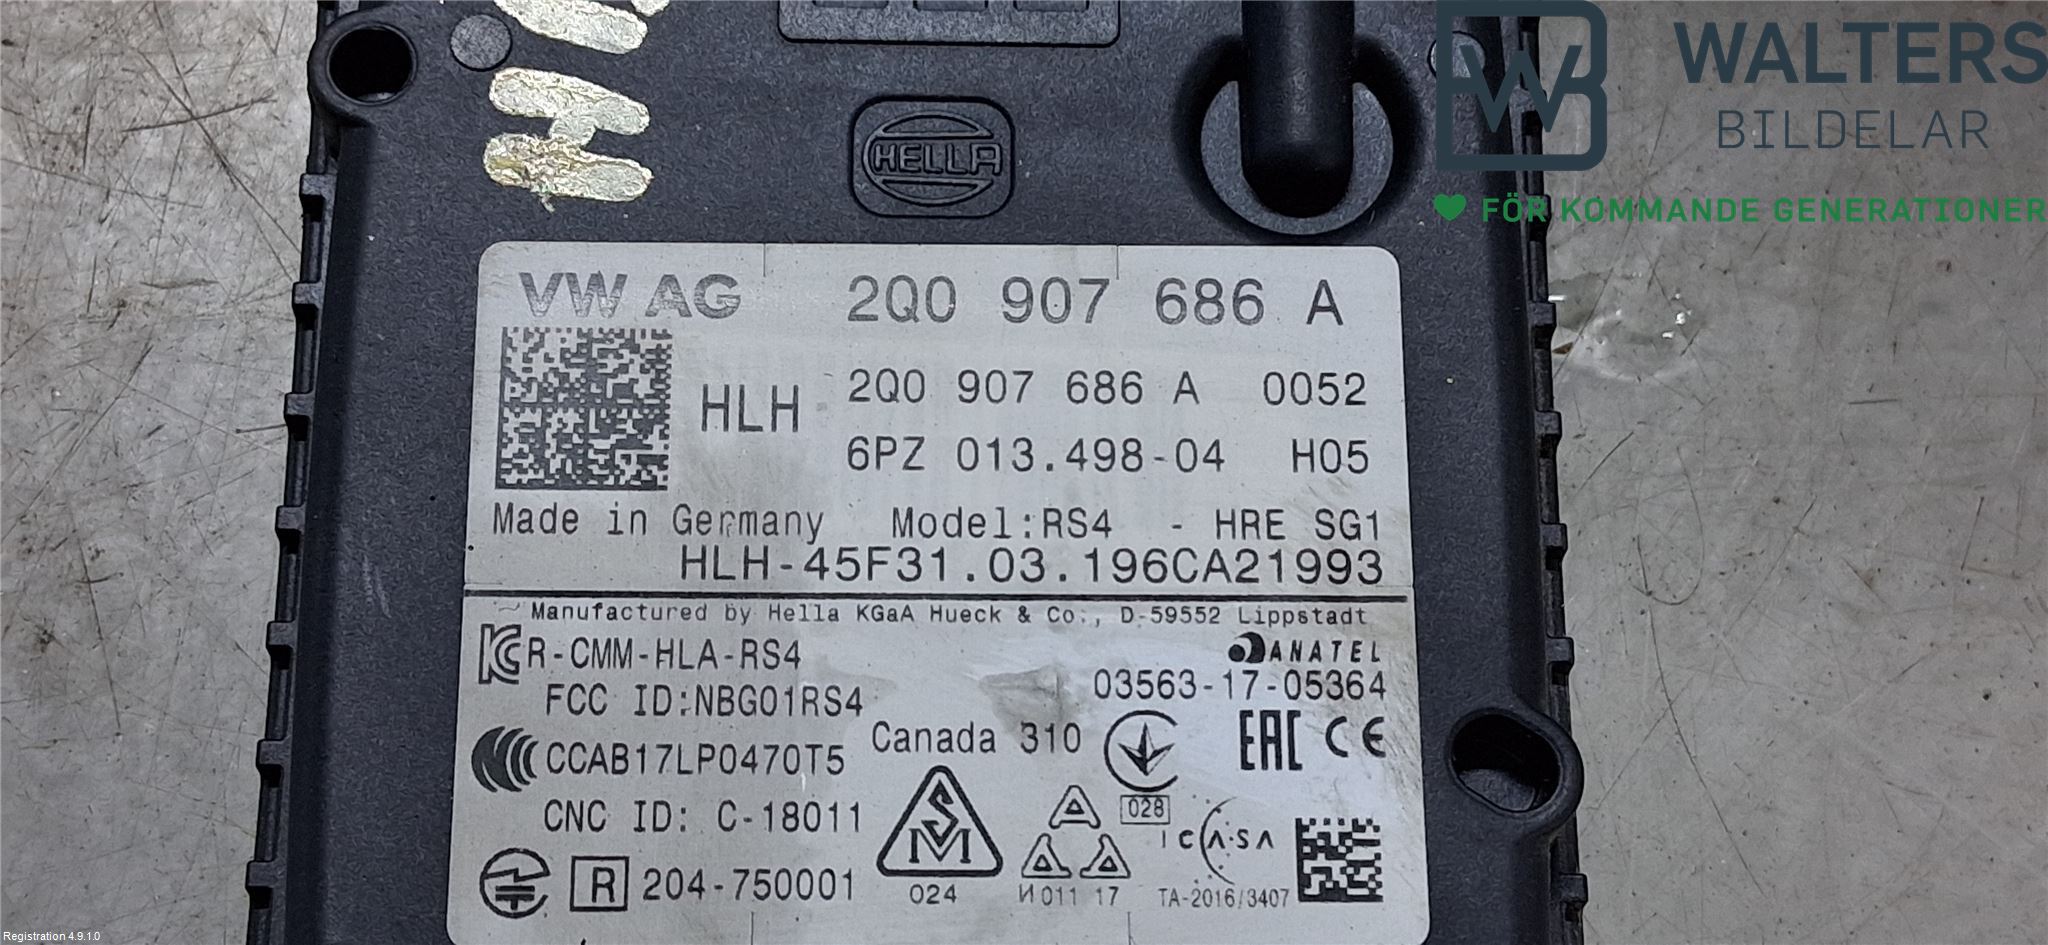 WALTERS
BILDELAR
FÖR KOMMANDE GENERATIONER
HELLA
VW AG 2Q0 907 686 A
HLH 2Q0 907 686 A 0052
6PZ 013.498-04 H05
Made in Germany Model:RS4 - HRE SG1
HLH-45F31.03.196CA21993
Manufactured by Hella KGaA Hueck & Co., D-59552 Lippstadt
R-CMM-HLA-RS4
ANATEL
FCC ID:NBG01RS4
03563-17-05364
CCAB17LP0470T5
Canada 310
EAC CE
CNC ID: C-18011
028
ICASA
R 204-750001
SM
024
И011 17
TA-2016/3407
Registration 4.9.1.0